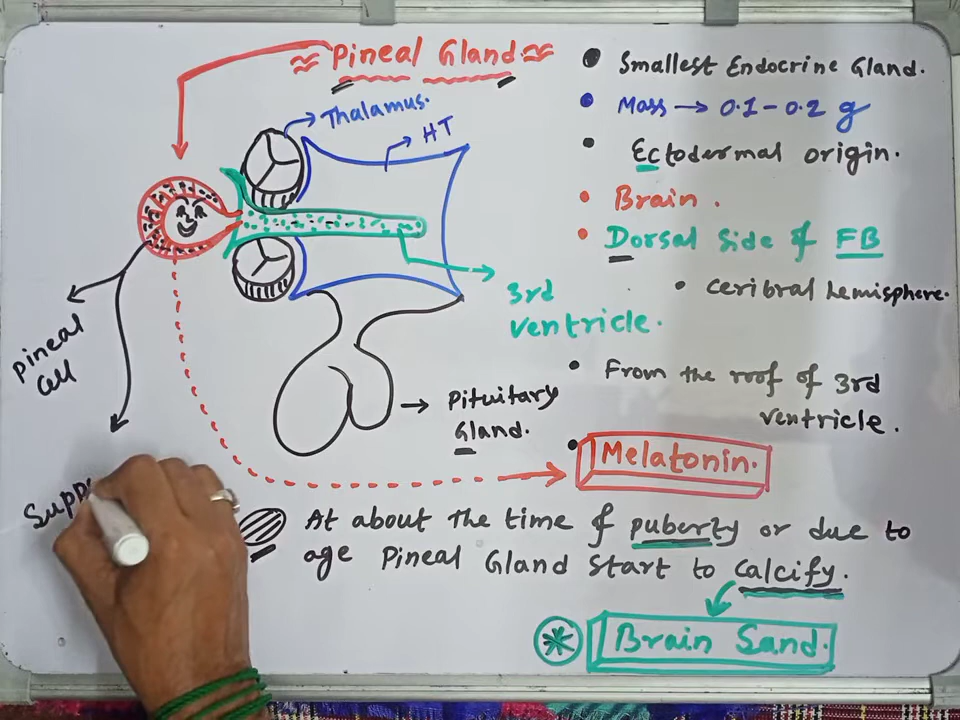 Pineal Gland
Thalamus.
HT
3rd
ventricle.
Pineal
cell
Pituitary
Gland.
Supp
Smallest Endocrine Gland.
Mass → 0.1 - 0.2 g
Ectodermal origin.
Brain.
Dorsal side of FB
Ceribral hemisphere.
From the roof of 3rd
ventricle.
Melatonin.
At about the time of puberty or due to
age Pineal Gland start to calcify.
Brain Sand.